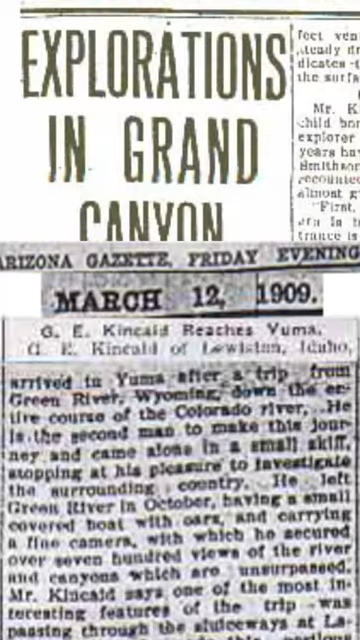 EXPLORATIONS
IN GRAND
CANYON
feet
steady
dicates
the
Mr. K
child
explorer
years
Smithson
recounted
almost
"First,
trance is
ARIZONA GAZETTE, FRIDAY EVENING
MARCH 12, 1909.
G. E. Kincaid Reaches Yuma.
G. E. Kincaid of Lewiston, Idaho,
arrived in Yuma after a trip from
Green River, Wyoming, down the en-
tire course of the Colorado river. He
is the second man to make this jour-
ney and came alone in a small skiff,
stopping at his pleasure to investigate
the surrounding country. He left
Green River in October, having a small
covered boat with oars, and carrying
a fine camera, with which he secured
over seven hundred views of the river
and canyons which are unsurpassed.
Mr. Kincaid says one of the most in-
teresting features of the trip was
passing through the sluiceways at La-